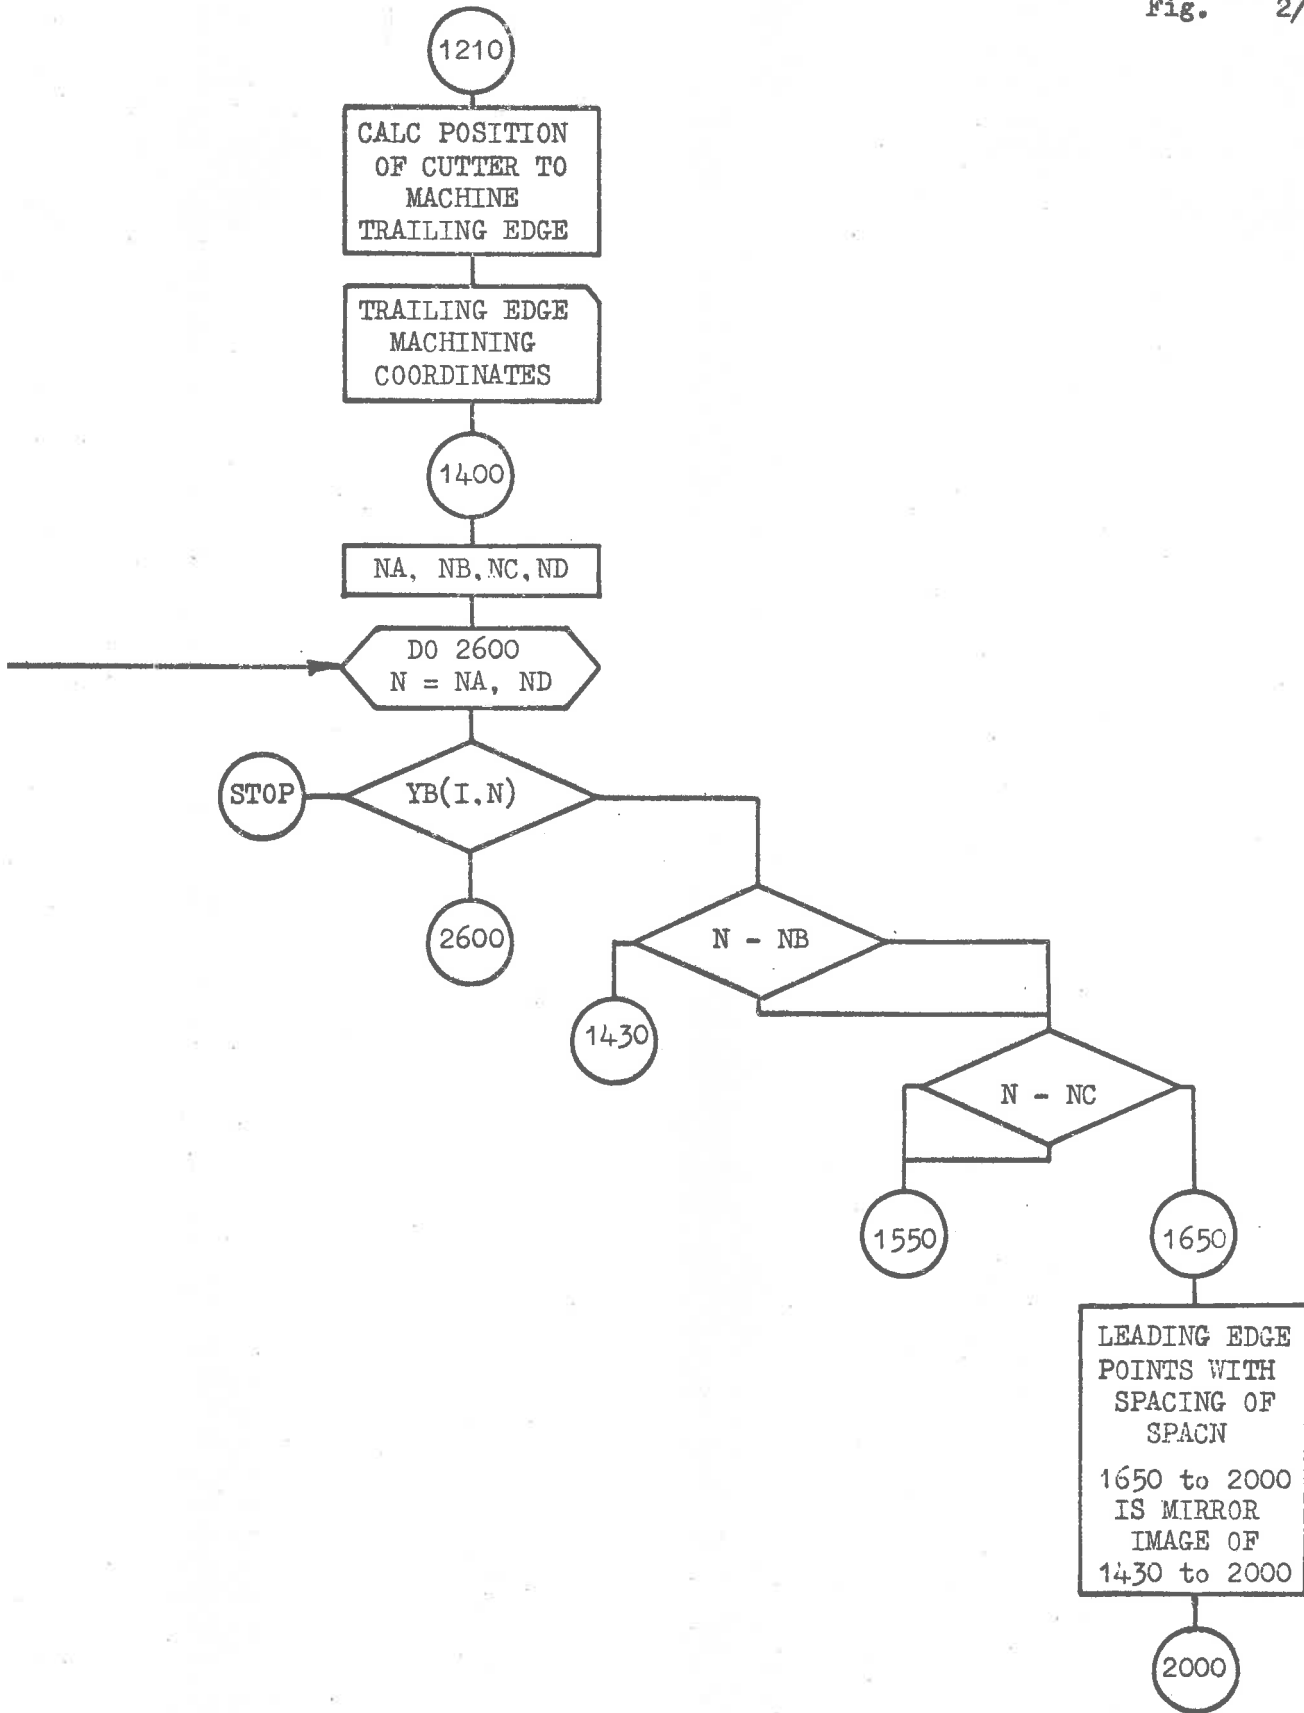 Fig. 2/
1210
CALC POSITION
OF CUTTER TO
MACHINE
TRAILING EDGE
TRAILING EDGE
MACHINING
COORDINATES
1400
NA, NB, NC, ND
DO 2600
N = NA, ND
STOP
YB(I,N)
2600
N - NB
1430
N - NC
1550
1650
LEADING EDGE
POINTS WITH
SPACING OF
SPACN
1650 to 2000
IS MIRROR
IMAGE OF
1430 to 2000
2000